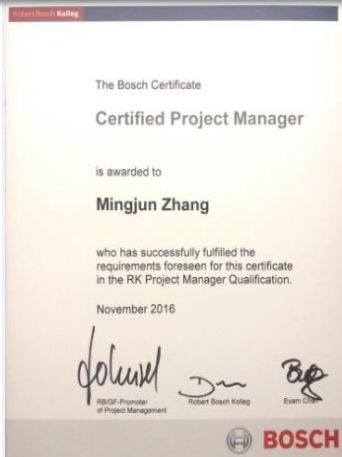 Robert Bosch Kolleg
The Bosch Certificate
Certified Project Manager
is awarded to
Mingjun Zhang
who has successfully fulfilled the
requirements foreseen for this certificate
in the RK Project Manager Qualification.
November 2016
RB/GF-Promoter
of Project Management
Robert Bosch Kolleg
Exam Chair
BOSCH